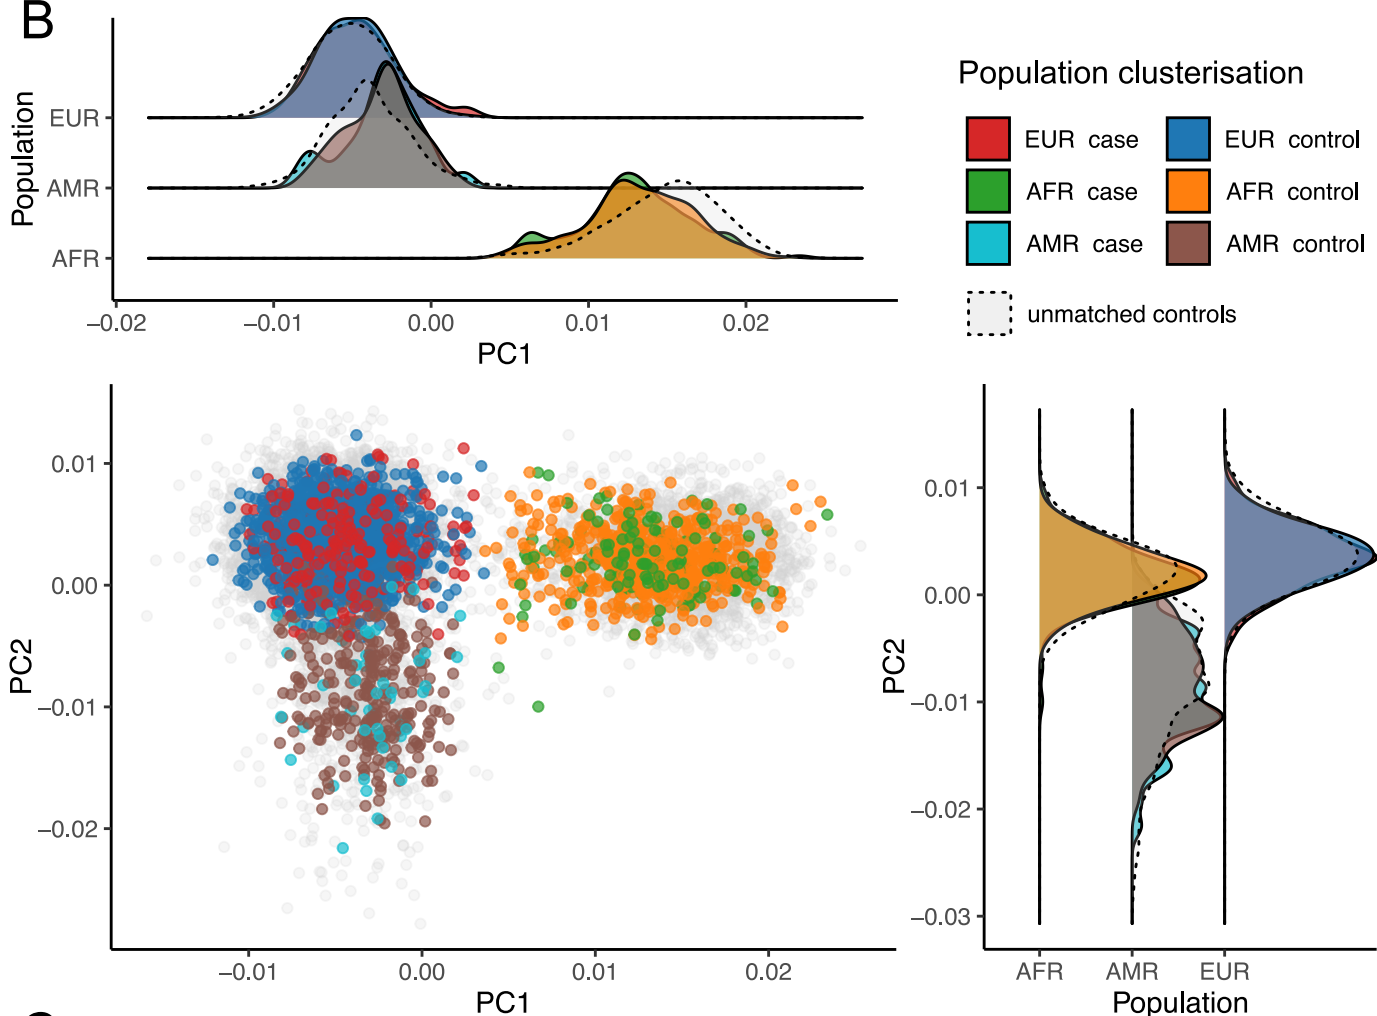 B
Population
EUR
AMR
AFR
−0.02 −0.01 0.00 0.01 0.02
PC1
Population clusterisation
EUR case EUR control
AFR case AFR control
AMR case AMR control
unmatched controls
PC2
0.01
0.00
−0.01
−0.02
−0.01 0.00 0.01 0.02
PC1
PC2
0.01
0.00
−0.01
−0.02
−0.03
AFR AMR EUR
Population